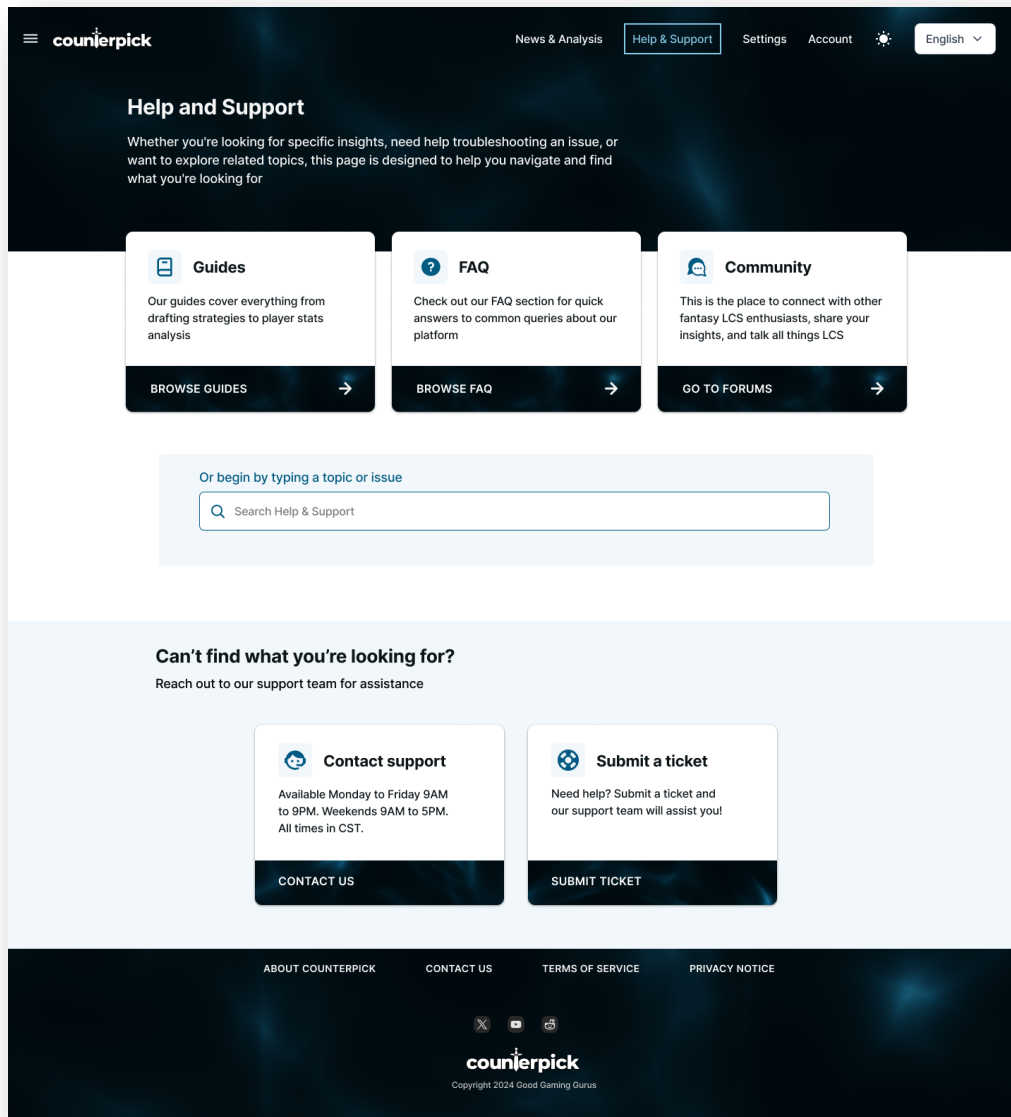 counterpick
News & Analysis
Help & Support
Settings
Account
English
Help and Support
Whether you're looking for specific insights, need help troubleshooting an issue, or
want to explore related topics, this page is designed to help you navigate and find
what you're looking for
Guides
Our guides cover everything from
drafting strategies to player stats
analysis
BROWSE GUIDES
FAQ
Check out our FAQ section for quick
answers to common queries about our
platform
BROWSE FAQ
Community
This is the place to connect with other
fantasy LCS enthusiasts, share your
insights, and talk all things LCS
GO TO FORUMS
Or begin by typing a topic or issue
Search Help & Support
Can’t find what you’re looking for?
Reach out to our support team for assistance
Contact support
Available Monday to Friday 9AM
to 9PM. Weekends 9AM to 5PM.
All times in CST.
CONTACT US
Submit a ticket
Need help? Submit a ticket and
our support team will assist you!
SUBMIT TICKET
ABOUT COUNTERPICK
CONTACT US
TERMS OF SERVICE
PRIVACY NOTICE
counterpick
Copyright 2024 Good Gaming Gurus